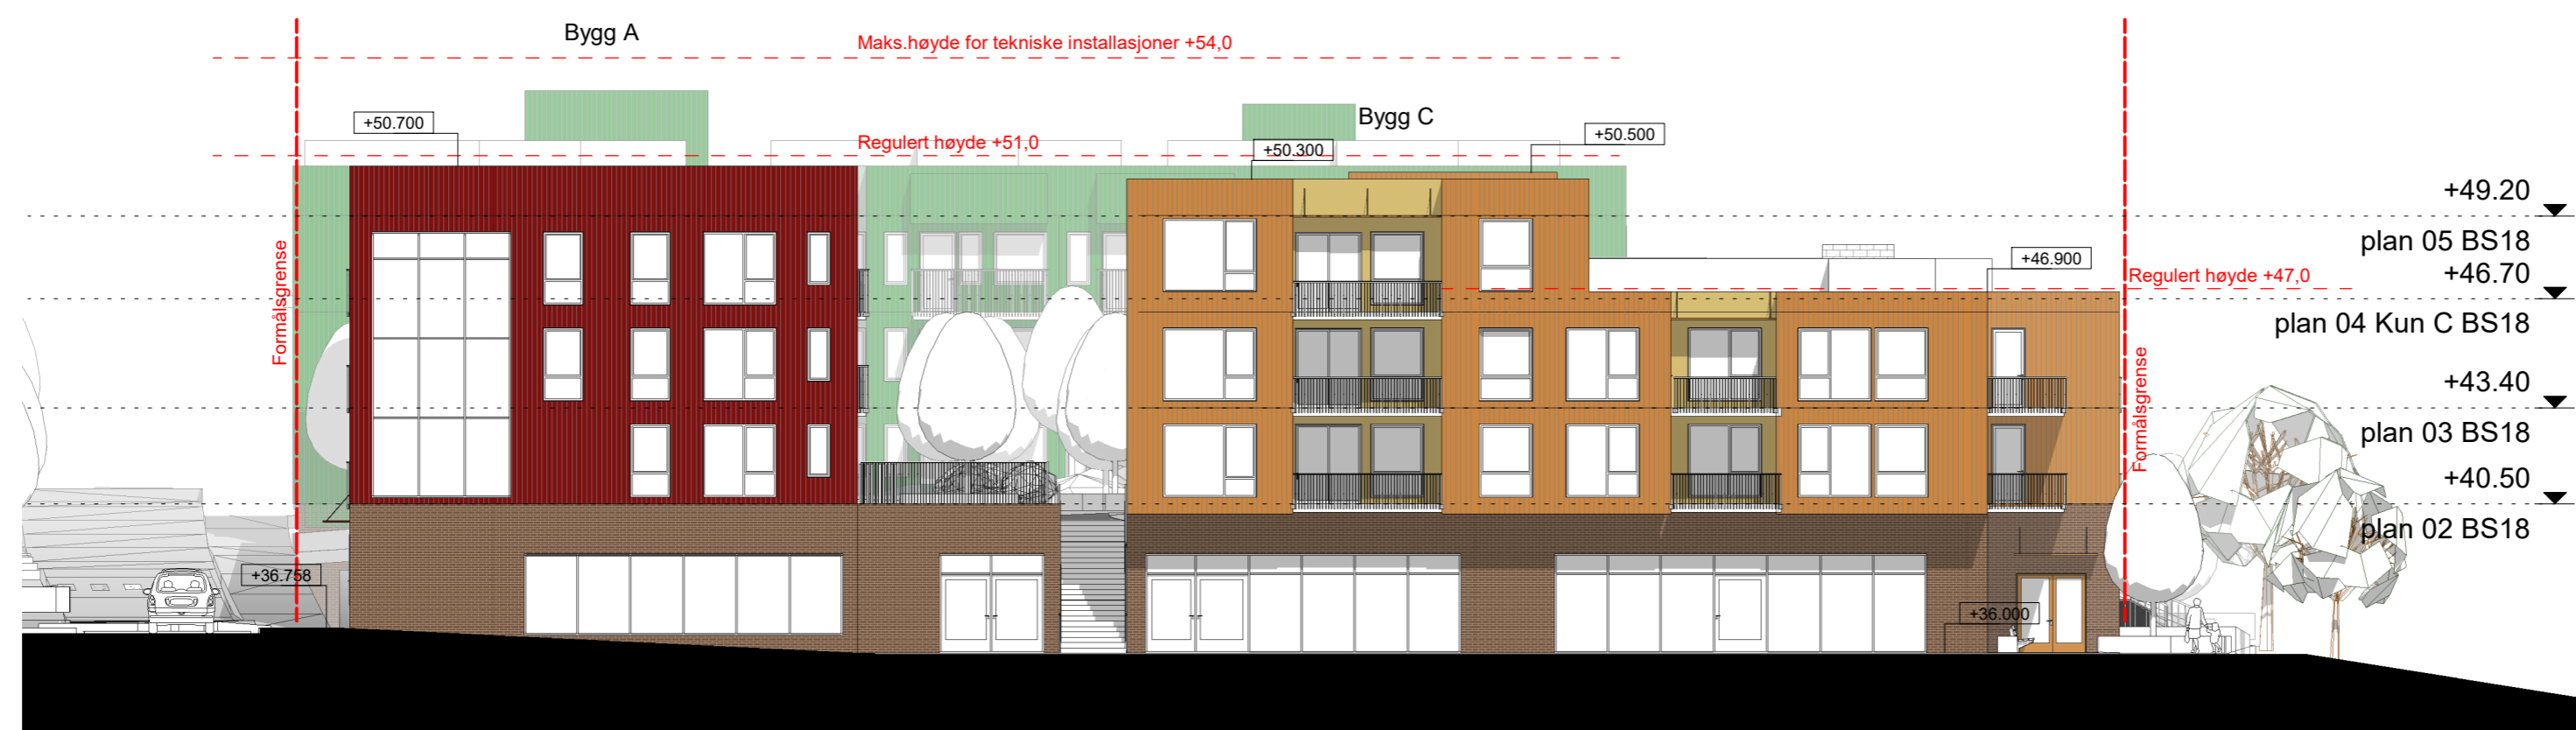 Bygg A
Maks.høyde for tekniske installasjoner +54,0
+50.700
Bygg C
Regulert høyde +51,0
+50.300
+50.500
+49.20
plan 05 BS18
+46.900
Regulert høyde +47,0
+46.70
plan 04 Kun C BS18
Formålsgrense
Formålsgrense
+43.40
plan 03 BS18
+40.50
plan 02 BS18
+36.758
+36.000